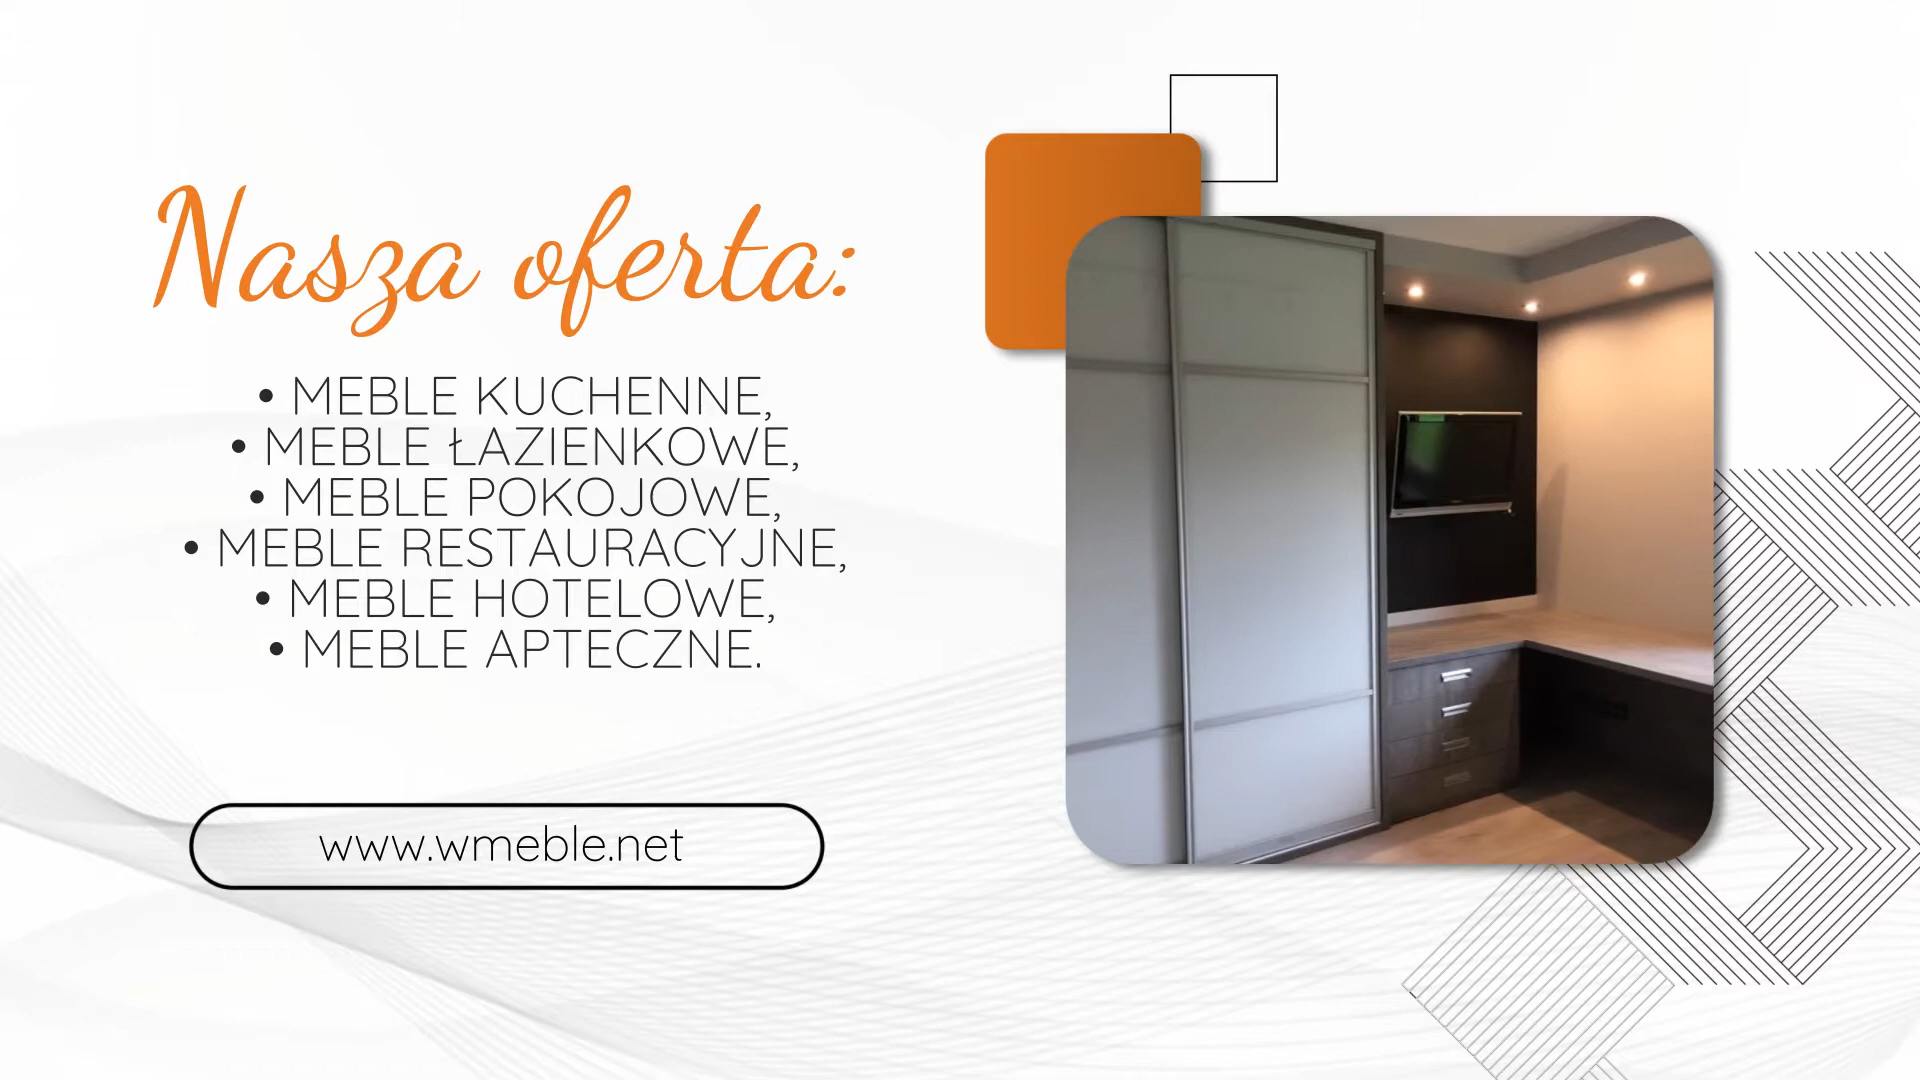 Nasza oferta:
• MEBLE KUCHENNE,
• MEBLE ŁAZIENKOWE,
• MEBLE POKOJOWE,
• MEBLE RESTAURACYJNE,
• MEBLE HOTELOWE,
• MEBLE APTECZNE.
www.wmeble.net